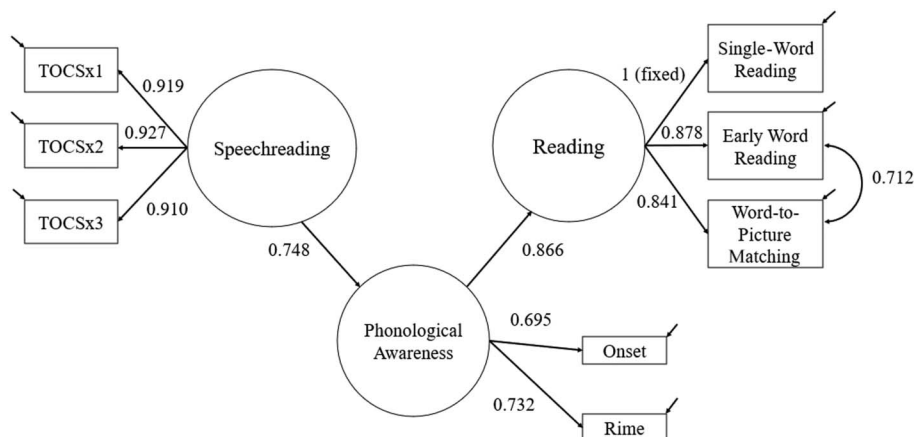 TOCSx1
0.919
TOCSx2
0.927
TOCSx3
0.910
Speechreading
0.748
Phonological
Awareness
0.866
Reading
1 (fixed)
Single-Word
Reading
0.878
Early Word
Reading
0.841
Word-to-
Picture
Matching
0.712
0.695
Onset
0.732
Rime